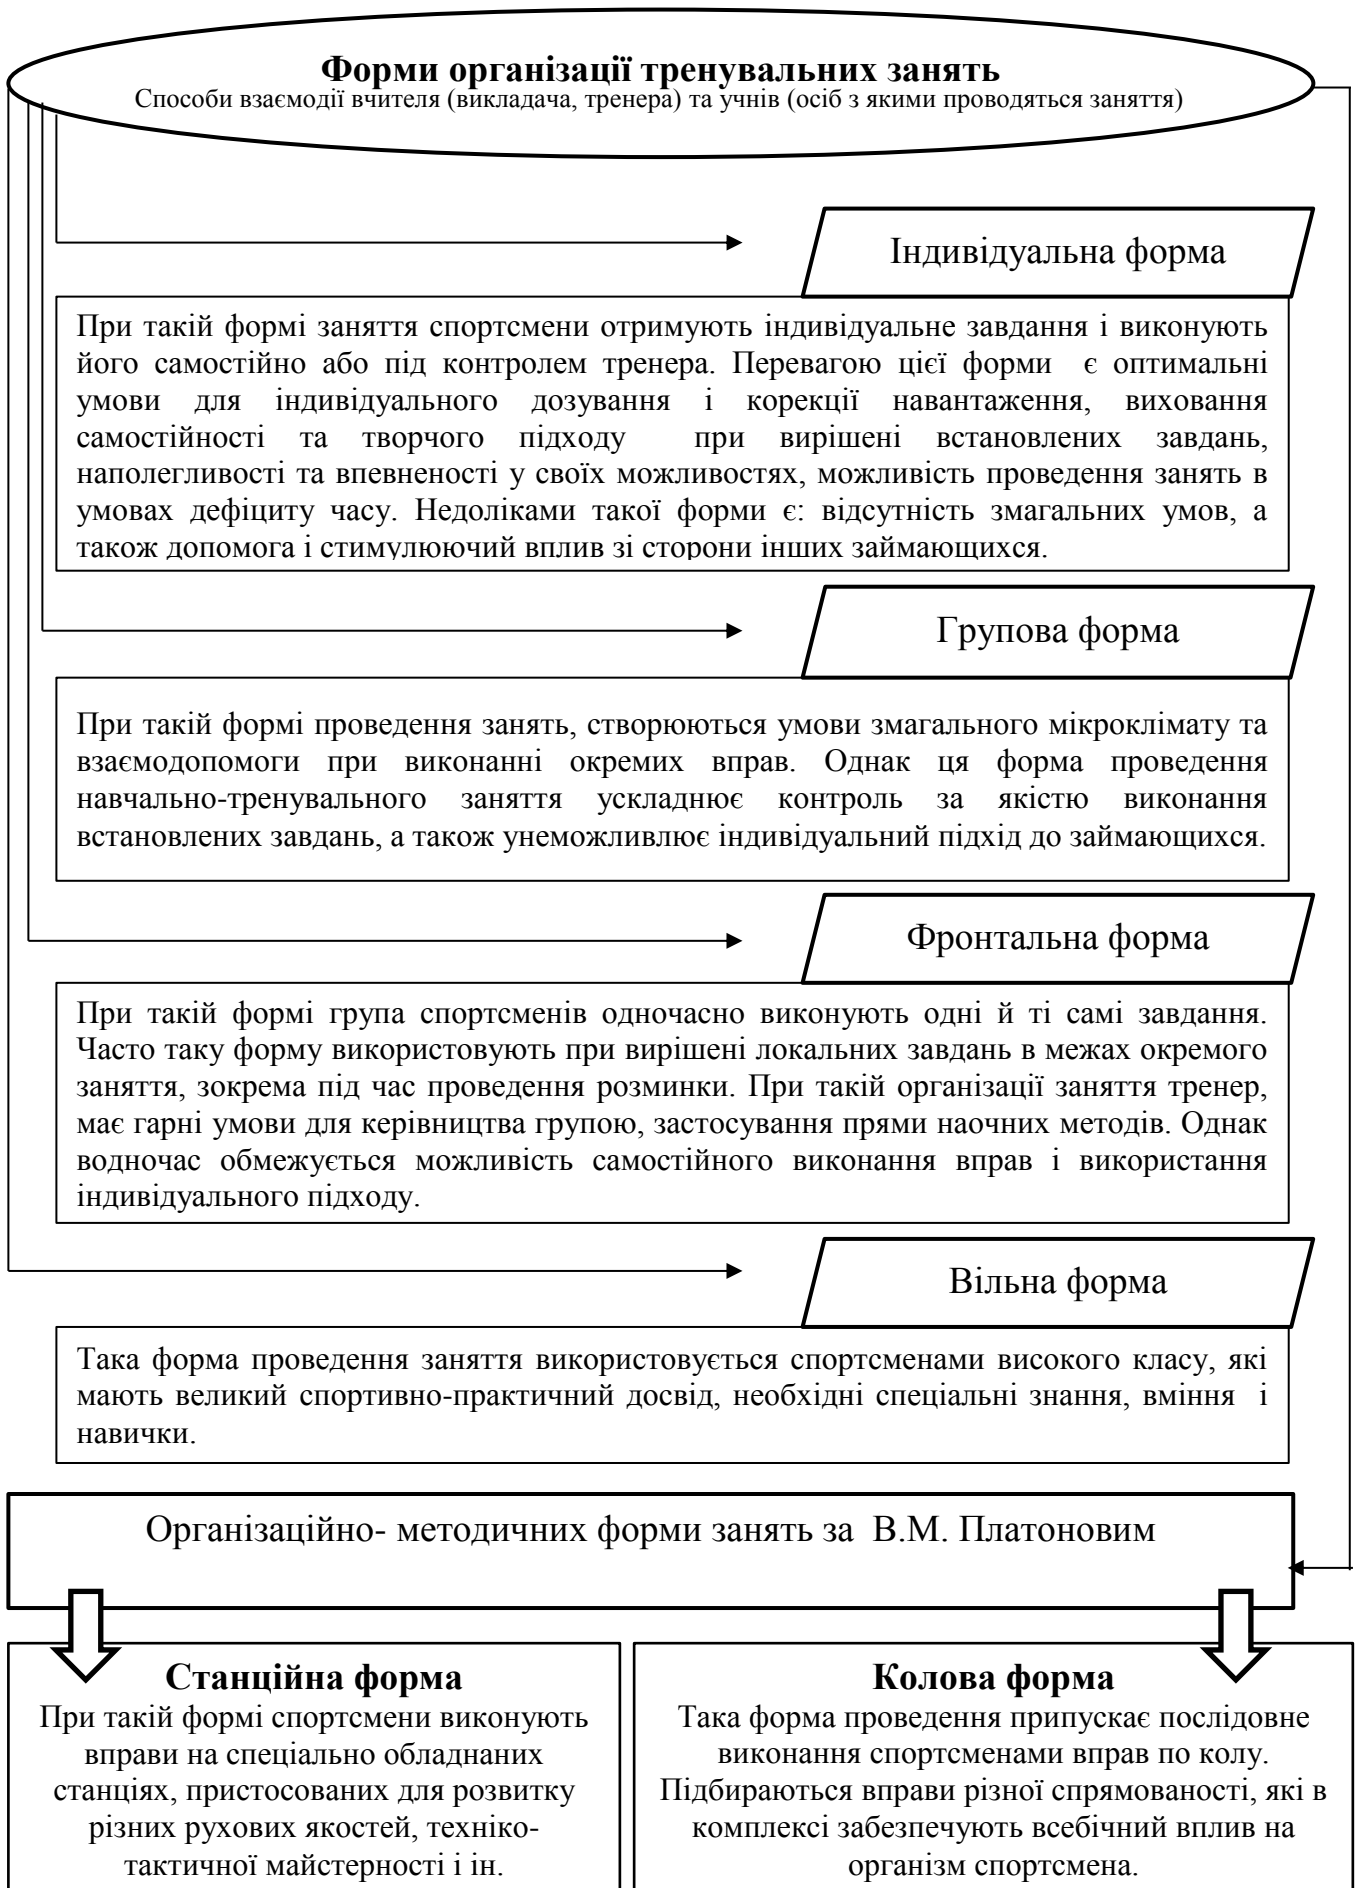 Форми організації тренувальних занять
Способи взаємодії вчителя (викладача, тренера) та учнів (осіб з якими проводяться заняття)
Індивідуальна форма
При такій формі заняття спортсмени отримують індивідуальне завдання і виконують
його самостійно або під контролем тренера. Перевагою цієї форми є оптимальні
умови для індивідуального дозування і корекції навантаження, виховання
самостійності та творчого підходу при вирішені встановлених завдань,
наполегливості та впевненості у своїх можливостях, можливість проведення занять в
умовах дефіциту часу. Недоліками такої форми є: відсутність змагальних умов, а
також допомога і стимулюючий вплив зі сторони інших займающихся.
Групова форма
При такій формі проведення занять, створюються умови змагального мікроклімату та
взаємодопомоги при виконанні окремих вправ. Однак ця форма проведення
навчально-тренувального заняття ускладнює контроль за якістю виконання
встановлених завдань, а також унеможливлює індивідуальний підхід до займающихся.
Фронтальна форма
При такій формі група спортсменів одночасно виконують одні й ті самі завдання.
Часто таку форму використовують при вирішені локальних завдань в межах окремого
заняття, зокрема під час проведення розминки. При такій організації заняття тренер,
має гарні умови для керівництва групою, застосування прями наочних методів. Однак
водночас обмежується можливість самостійного виконання вправ і використання
індивідуального підходу.
Вільна форма
Така форма проведення заняття використовується спортсменами високого класу, які
мають великий спортивно-практичний досвід, необхідні спеціальні знання, вміння і
навички.
Організаційно- методичних форми занять за В.М. Платоновим
Станційна форма
При такій формі спортсмени виконують
вправи на спеціально обладнаних
станціях, пристосованих для розвитку
різних рухових якостей, техніко-
тактичної майстерності і ін.
Колова форма
Така форма проведення припускає послідовне
виконання спортсменами вправ по колу.
Підбираються вправи різної спрямованості, які в
комплексі забезпечують всебічний вплив на
організм спортсмена.